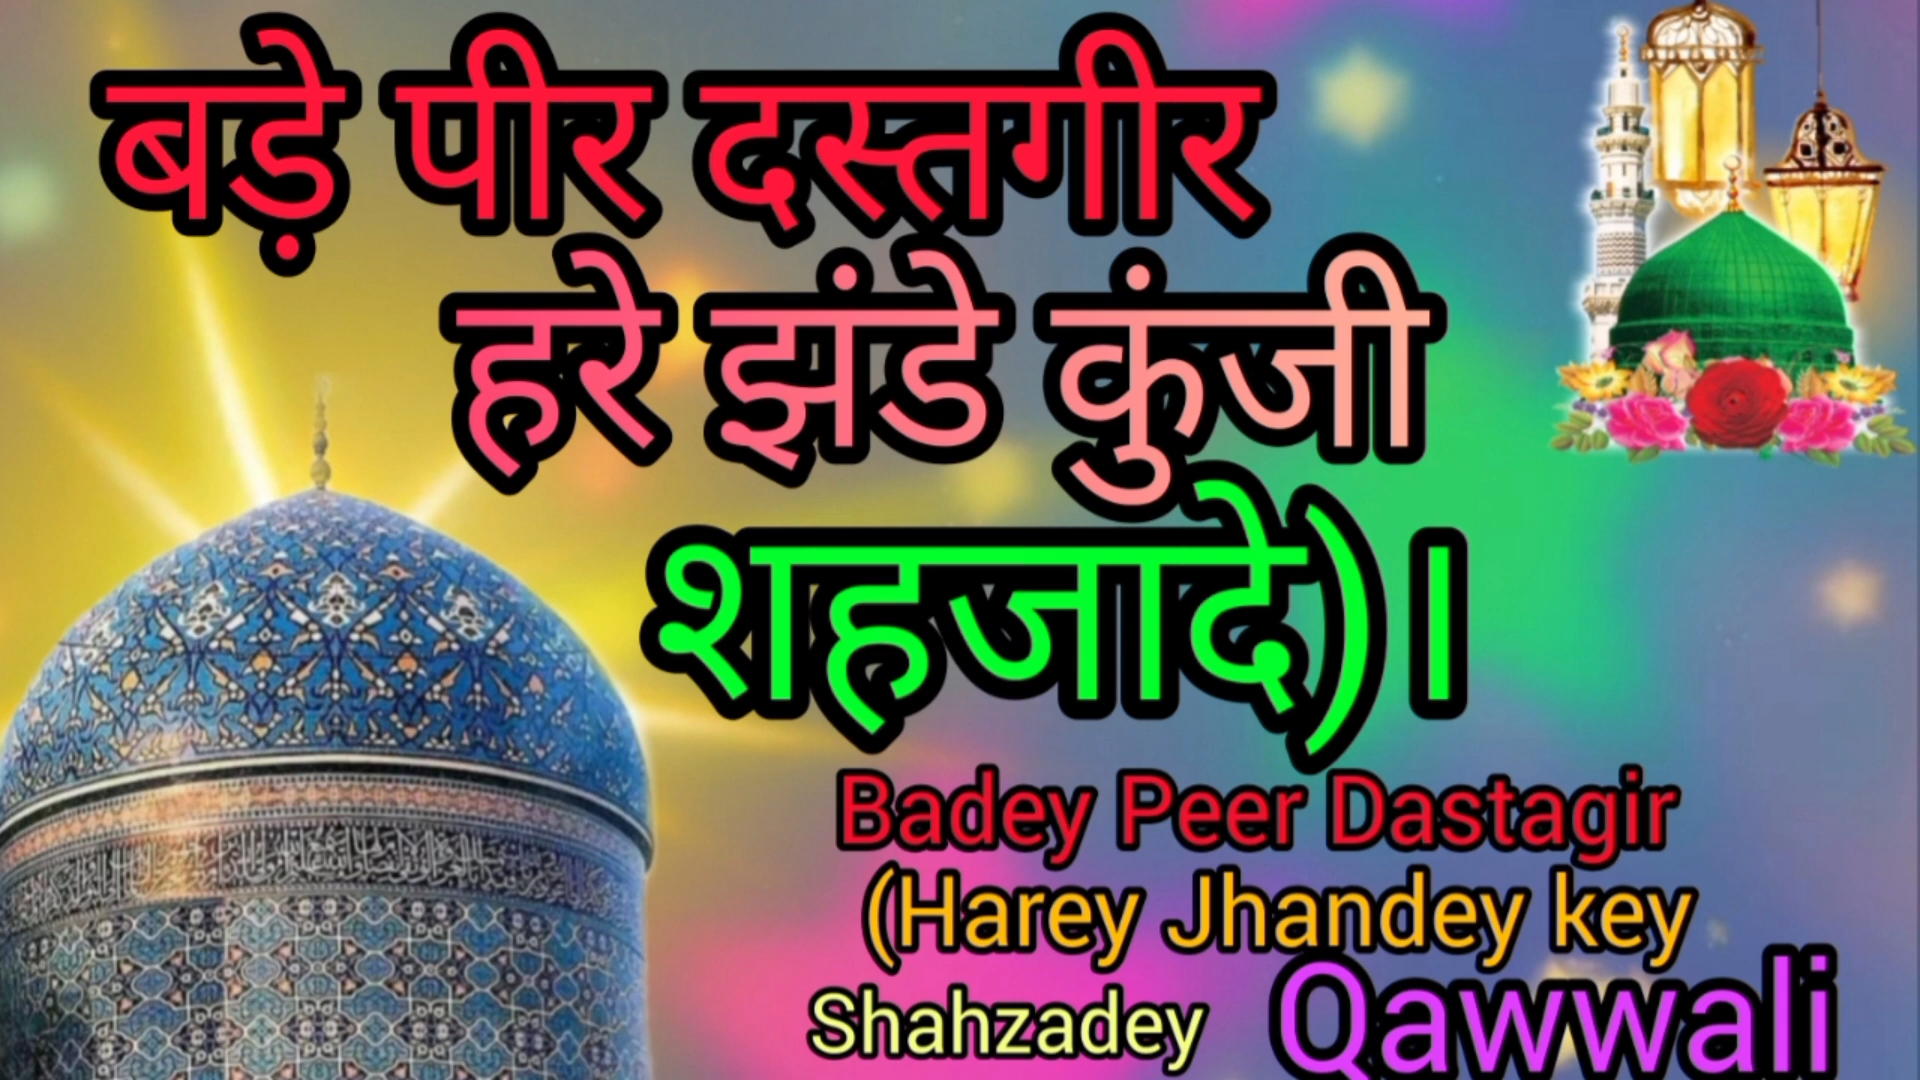 बड़े पीर दस्तगीर
हरे झंडे कुंजी
शहजादे)।
Badey Peer Dastagir
(Harey Jhandey key
Shahzadey Qawwali